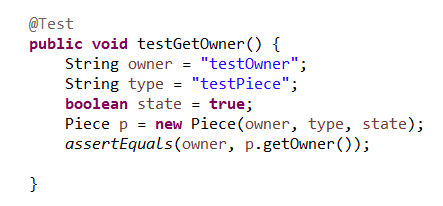 @Test
public void testGetOwner() {
    String owner = "testOwner";
    String type = "testPiece";
    boolean state = true;
    Piece p = new Piece(owner, type, state);
    assertEquals(owner, p.getOwner());
}